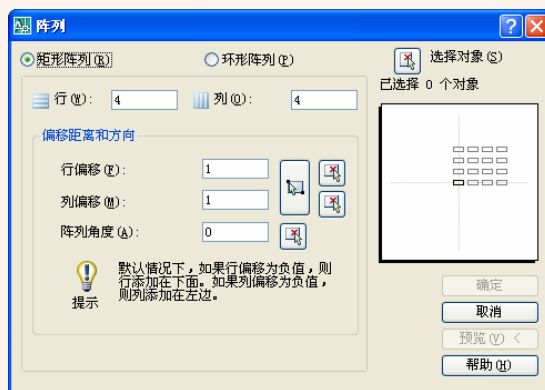 阵列
矩形阵列(R)
环形阵列(P)
选择对象(S)
已选择 0 个对象
行(W): 4
列(O): 4
偏移距离和方向
行偏移(F): 1
列偏移(M): 1
阵列角度(A): 0
默认情况下，如果行偏移为负值，则
行添加在下面。如果列偏移为负值，
则列添加在左边。
提示
确定
取消
预览(V) <
帮助(H)